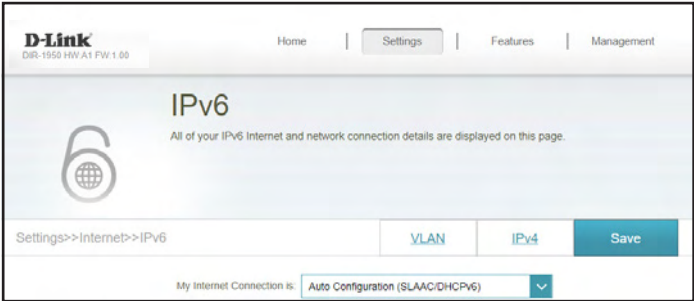 D-Link
DIR-1950 HW:A1 FW:1.00
Home | Settings | Features | Management
IPv6
All of your IPv6 Internet and network connection details are displayed on this page.
Settings>>Internet>>IPv6
VLAN
IPv4
Save
My Internet Connection is: Auto Configuration (SLAAC/DHCPv6)